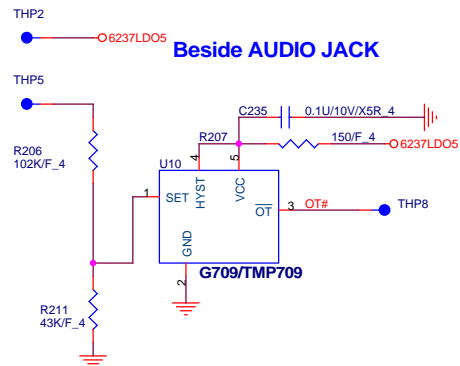 THP2
6237LDO5
Beside AUDIO JACK
THP5
C235
0.1U/10V/X5R_4
R207
150/F_4
6237LDO5
R206
102K/F_4
U10
4
5
1
SET
HYST
VCC
OT
3
OT#
THP8
GND
2
G709/TMP709
R211
43K/F_4